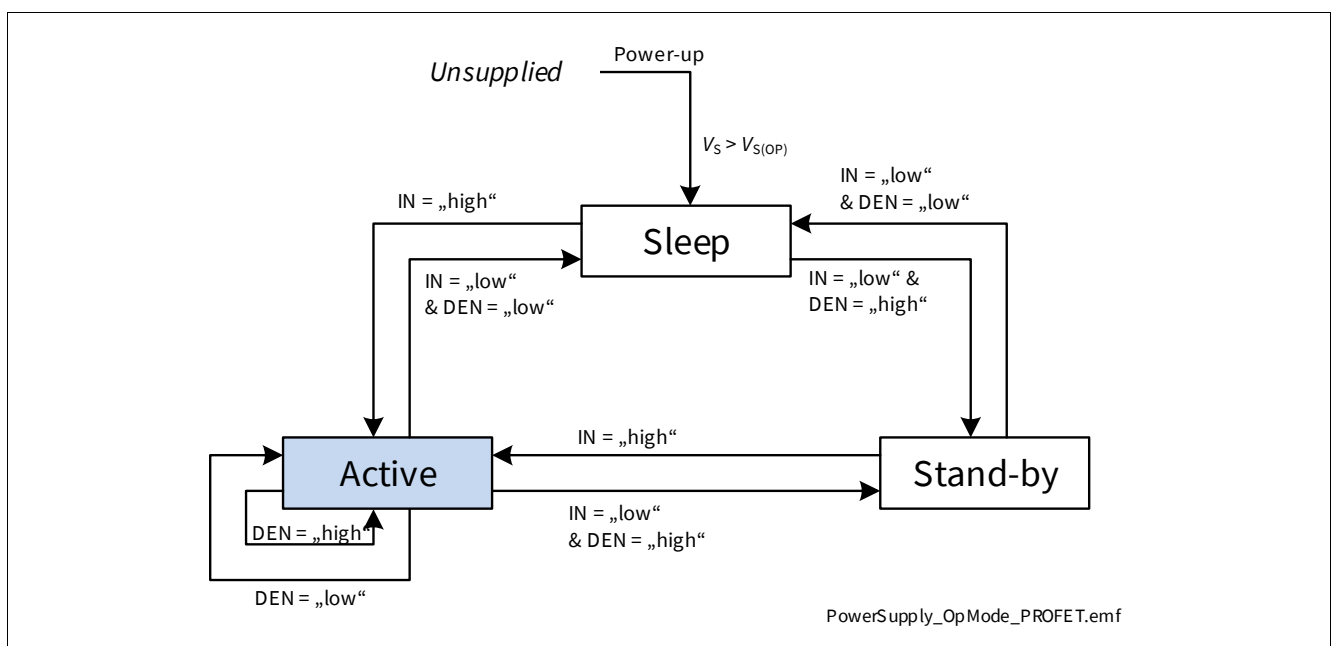 Power-up
Unsupplied
VS > VS(OP)
IN = „low“
& DEN = „low“
IN = „high“
Sleep
IN = „low“
& DEN = „low“
IN = „low“ &
DEN = „high“
IN = „high“
Active
Stand-by
DEN = „high“
IN = „low“
& DEN = „high“
DEN = „low“
PowerSupply_OpMode_PROFET.emf